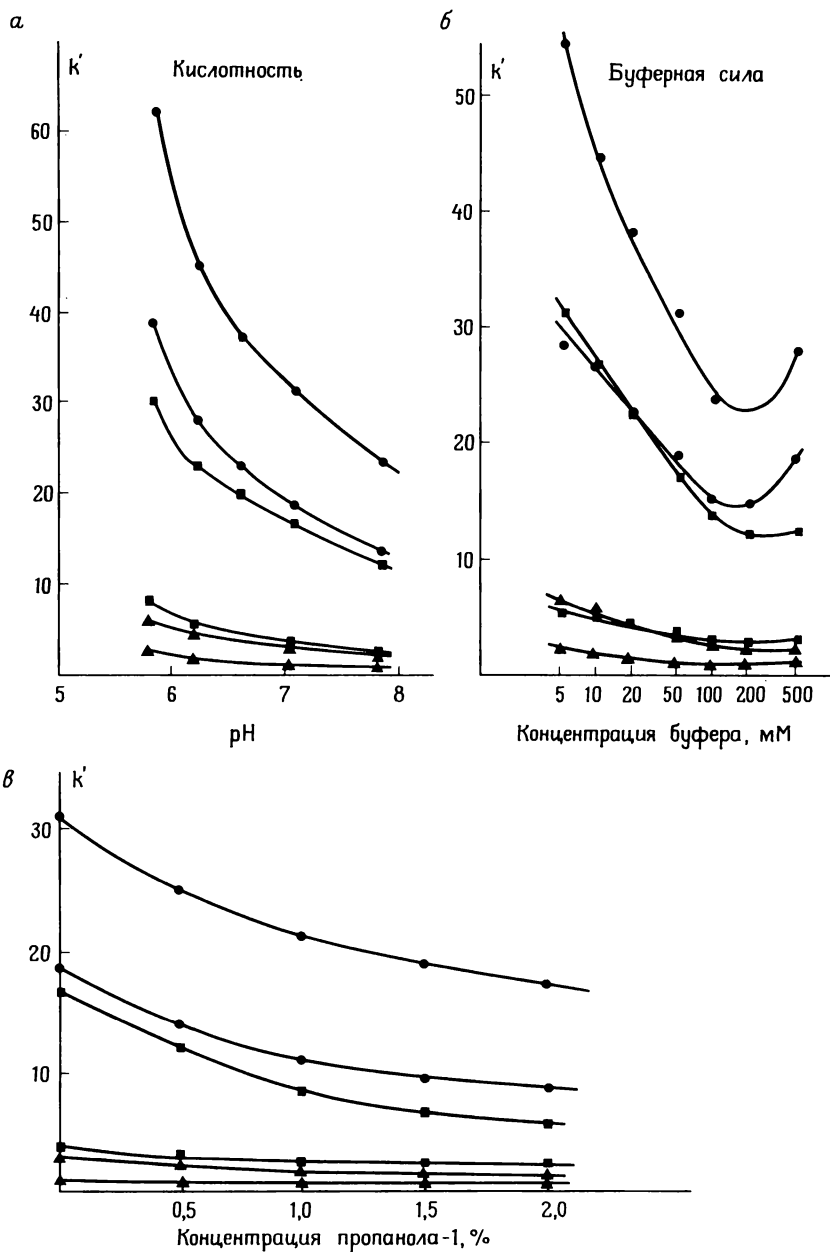 а
k'
Кислотность
60
50
40
30
20
10
5 6 7 8
pH
б
k'
Буферная сила
50
40
30
20
10
5 10 20 50 100 200 500
Концентрация буфера, мМ
в
k'
30
20
10
0,5 1,0 1,5 2,0
Концентрация пропанола-1, %